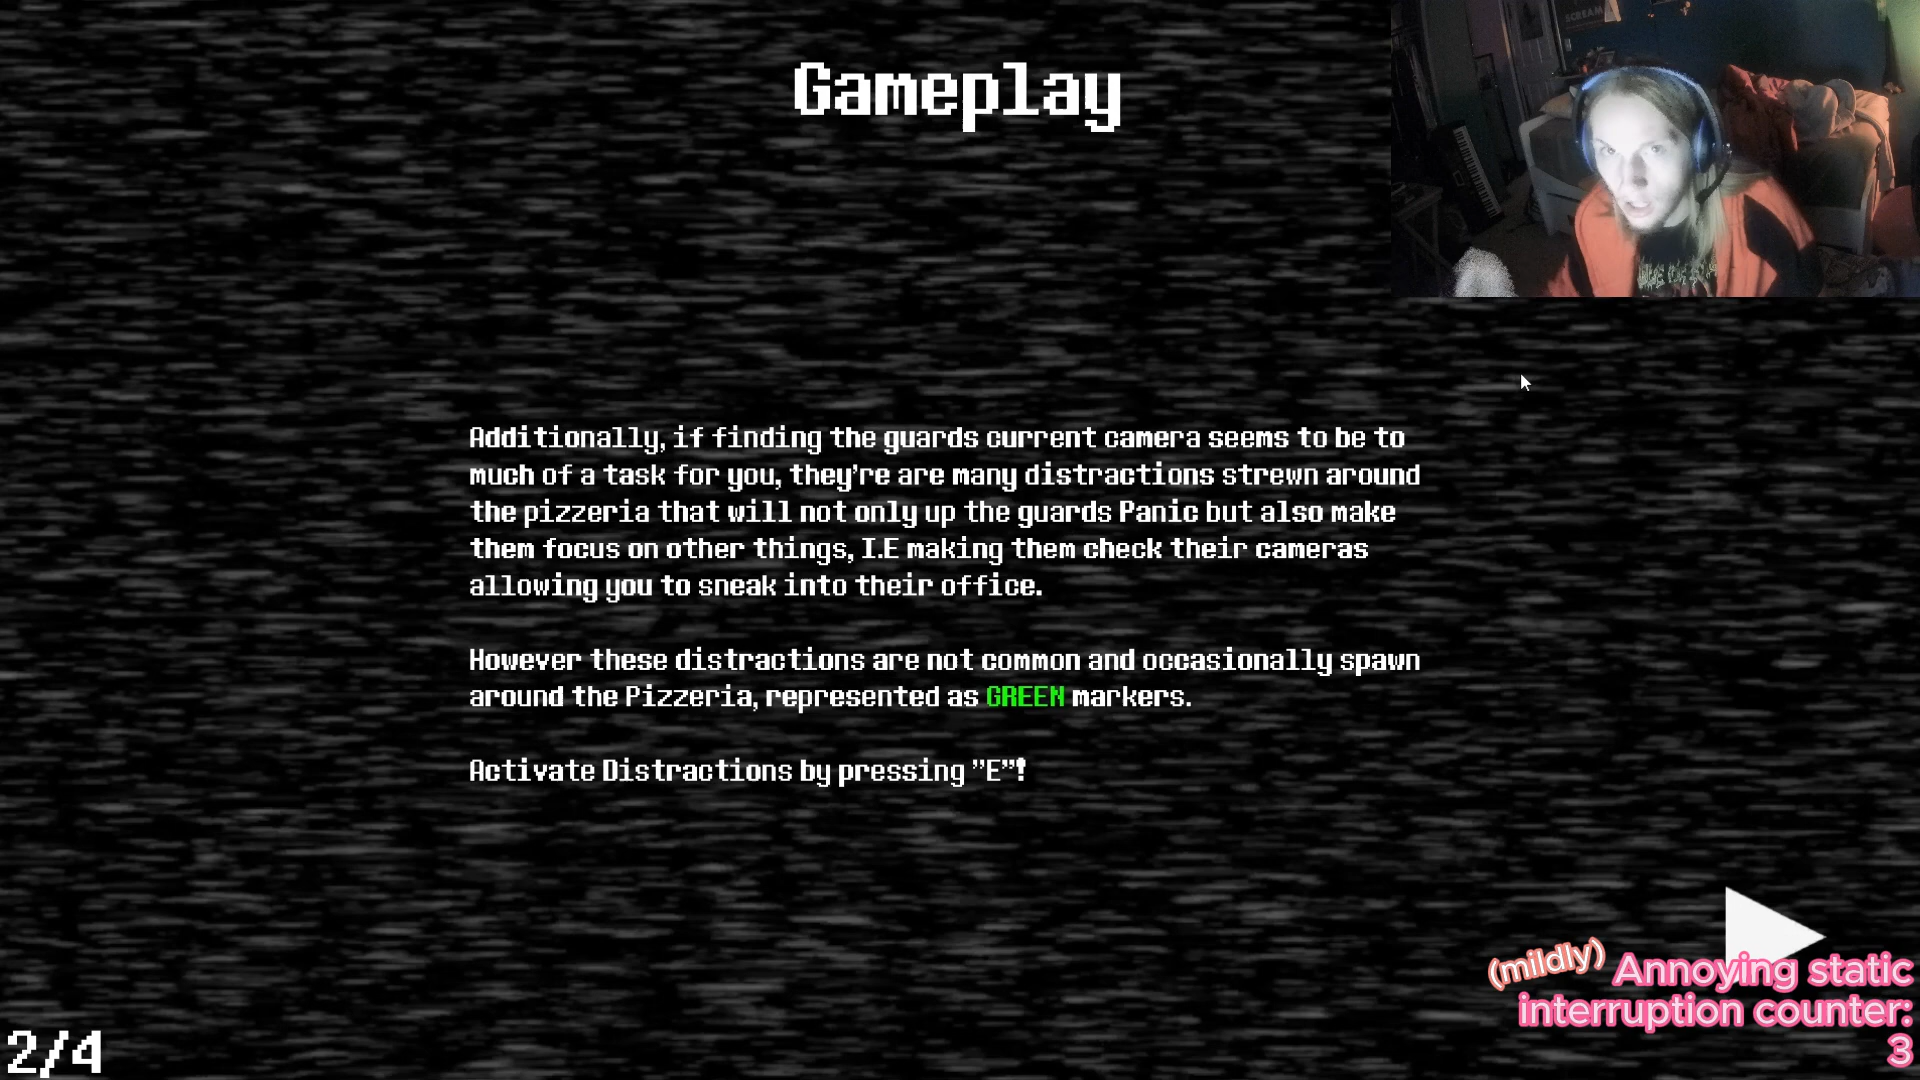 Gameplay
SCREAM
Additionally, if finding the guards current camera seems to be to
much of a task for you, they're are many distractions strewn around
the pizzeria that will not only up the guards Panic but also make
them focus on other things, I.E making them check their cameras
allowing you to sneak into their office.
However these distractions are not common and occasionally spawn
around the Pizzeria, represented as GREEN markers.
Activate Distractions by pressing "E"!
(mildly) Annoying static
interruption counter:
3
2/4